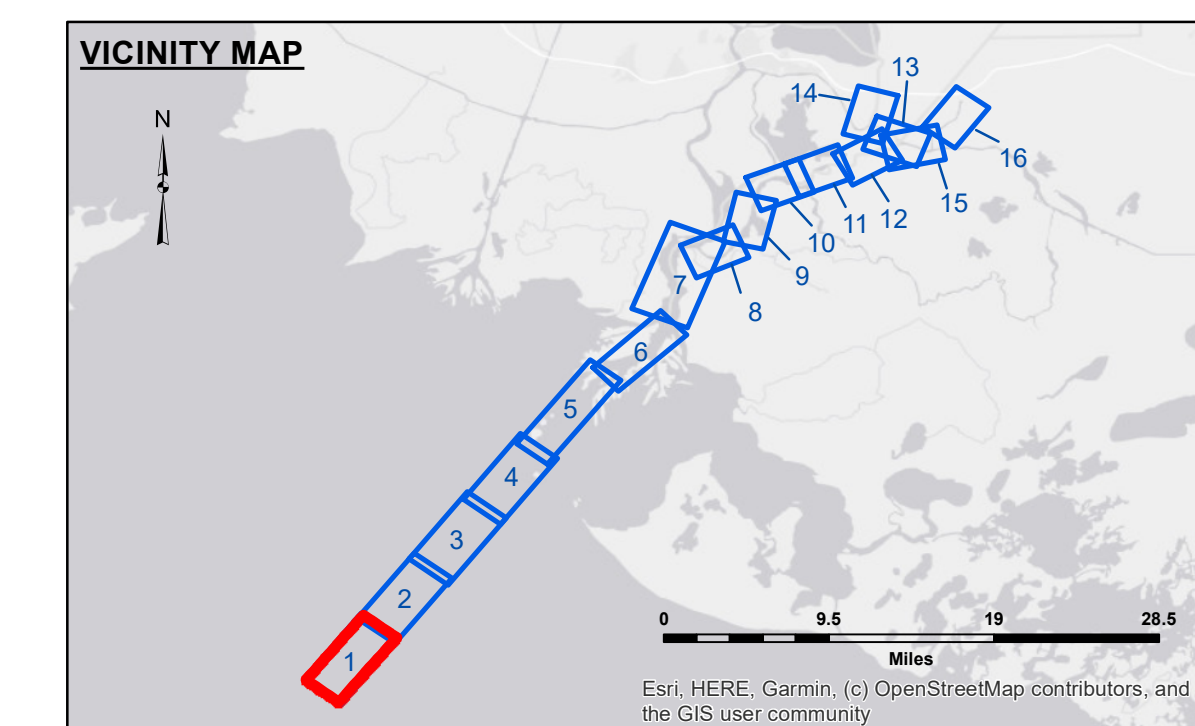 VICINITY MAP
N
13
14
16
15
12
11
10
9
8
7
6
5
4
3
2
1
0 9.5 19 28.5
Miles
Esri, HERE, Garmin, (c) OpenStreetMap contributors, and
the GIS user community